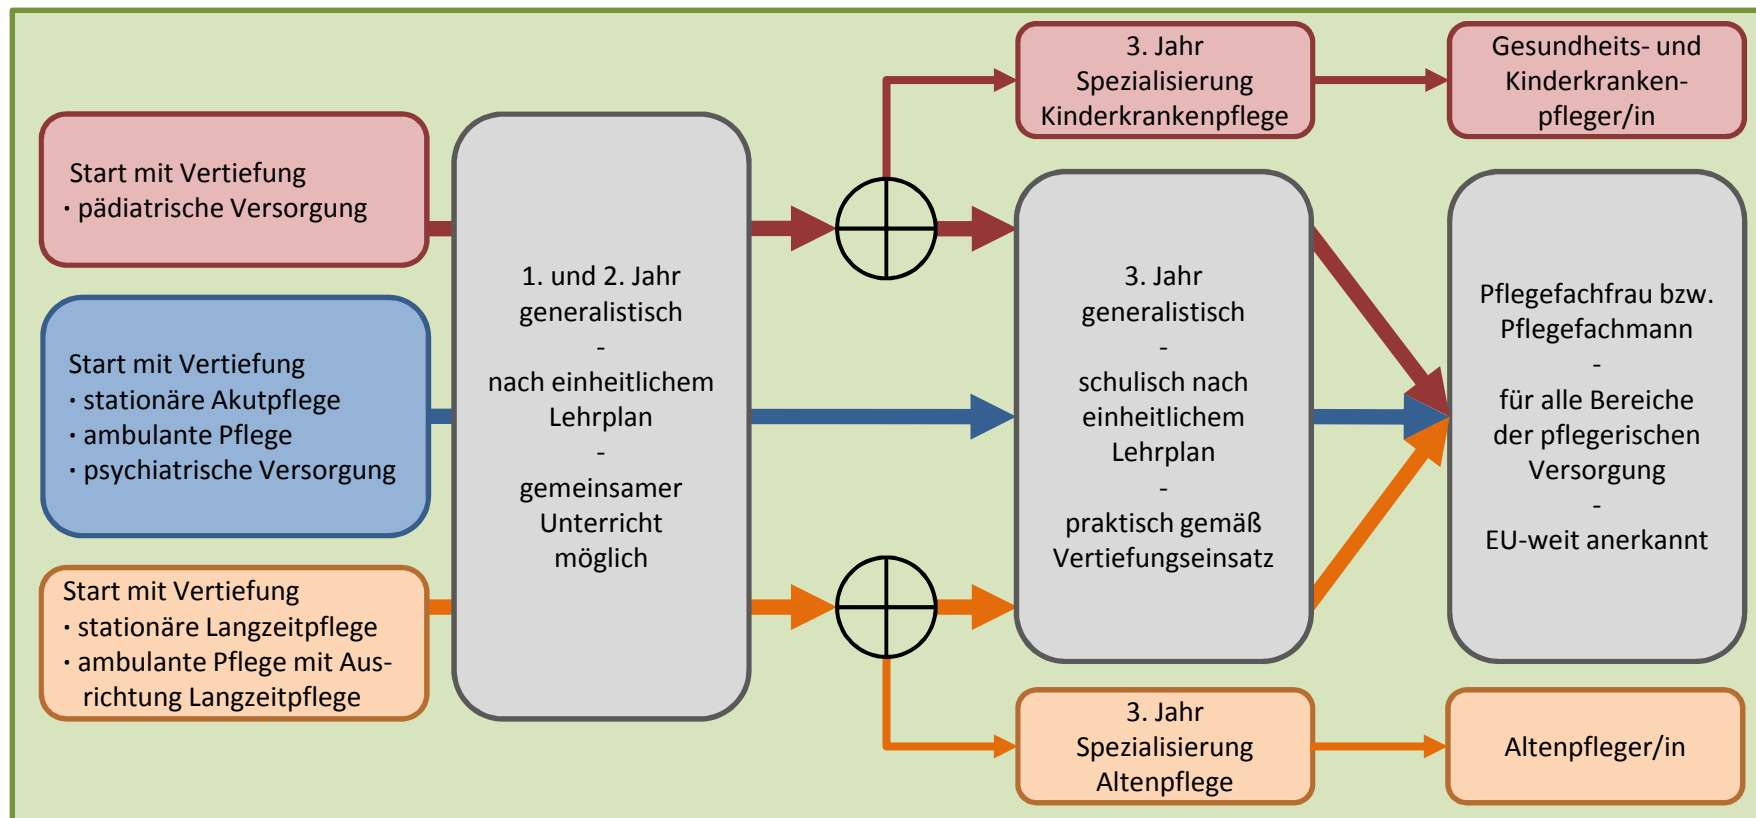 Start mit Vertiefung
· pädiatrische Versorgung
Start mit Vertiefung
· stationäre Akutpflege
· ambulante Pflege
· psychiatrische Versorgung
Start mit Vertiefung
· stationäre Langzeitpflege
· ambulante Pflege mit Aus-
richtung Langzeitpflege
1. und 2. Jahr
generalistisch
-
nach einheitlichem
Lehrplan
-
gemeinsamer
Unterricht
möglich
3. Jahr
Spezialisierung
Kinderkrankenpflege
3. Jahr
generalistisch
-
schulisch nach
einheitlichem
Lehrplan
-
praktisch gemäß
Vertiefungseinsatz
3. Jahr
Spezialisierung
Altenpflege
Gesundheits- und
Kinderkranken-
pfleger/in
Pflegefachfrau bzw.
Pflegefachmann
-
für alle Bereiche
der pflegerischen
Versorgung
-
EU-weit anerkannt
Altenpfleger/in